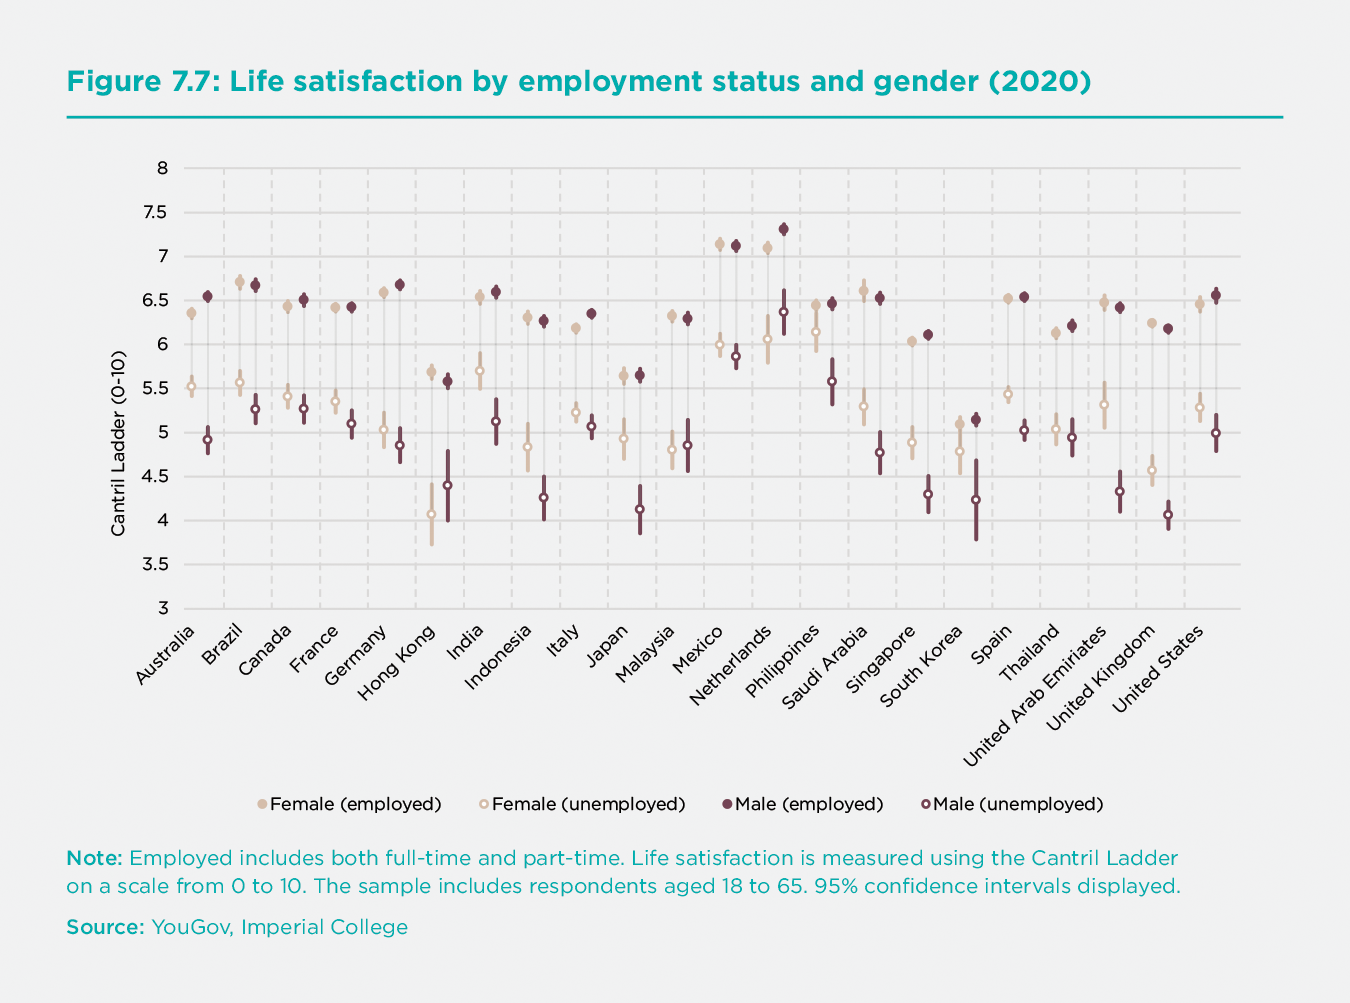 Figure 7.7: Life satisfaction by employment status and gender (2020)
8
7.5
7
6.5
6
5.5
5
4.5
4
3.5
3
Cantril Ladder (0-10)
Australia
Brazil
Canada
France
Germany
Hong Kong
India
Indonesia
Italy
Japan
Malaysia
Mexico
Netherlands
Philippines
Saudi Arabia
Singapore
South Korea
Spain
Thailand
United Arab Emiriates
United Kingdom
United States
Female (employed)
Female (unemployed)
Male (employed)
Male (unemployed)
Note: Employed includes both full-time and part-time. Life satisfaction is measured using the Cantril Ladder
on a scale from 0 to 10. The sample includes respondents aged 18 to 65. 95% confidence intervals displayed.
Source: YouGov, Imperial College